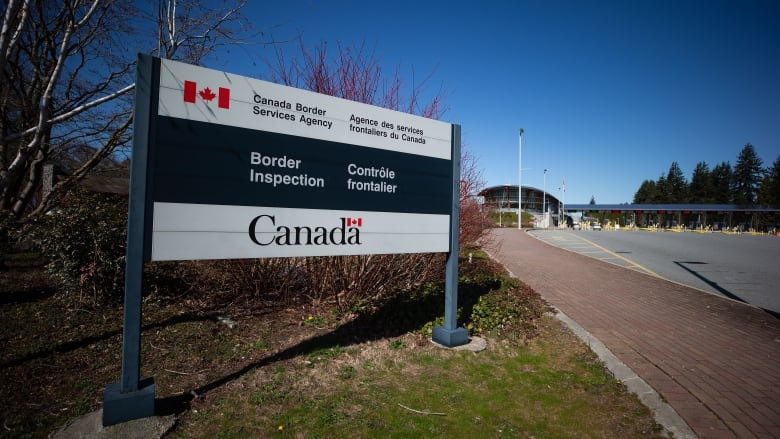 Canada Border
Services Agency
Agence des services
frontaliers du Canada
Border
Inspection
Contrôle
frontalier
Canada